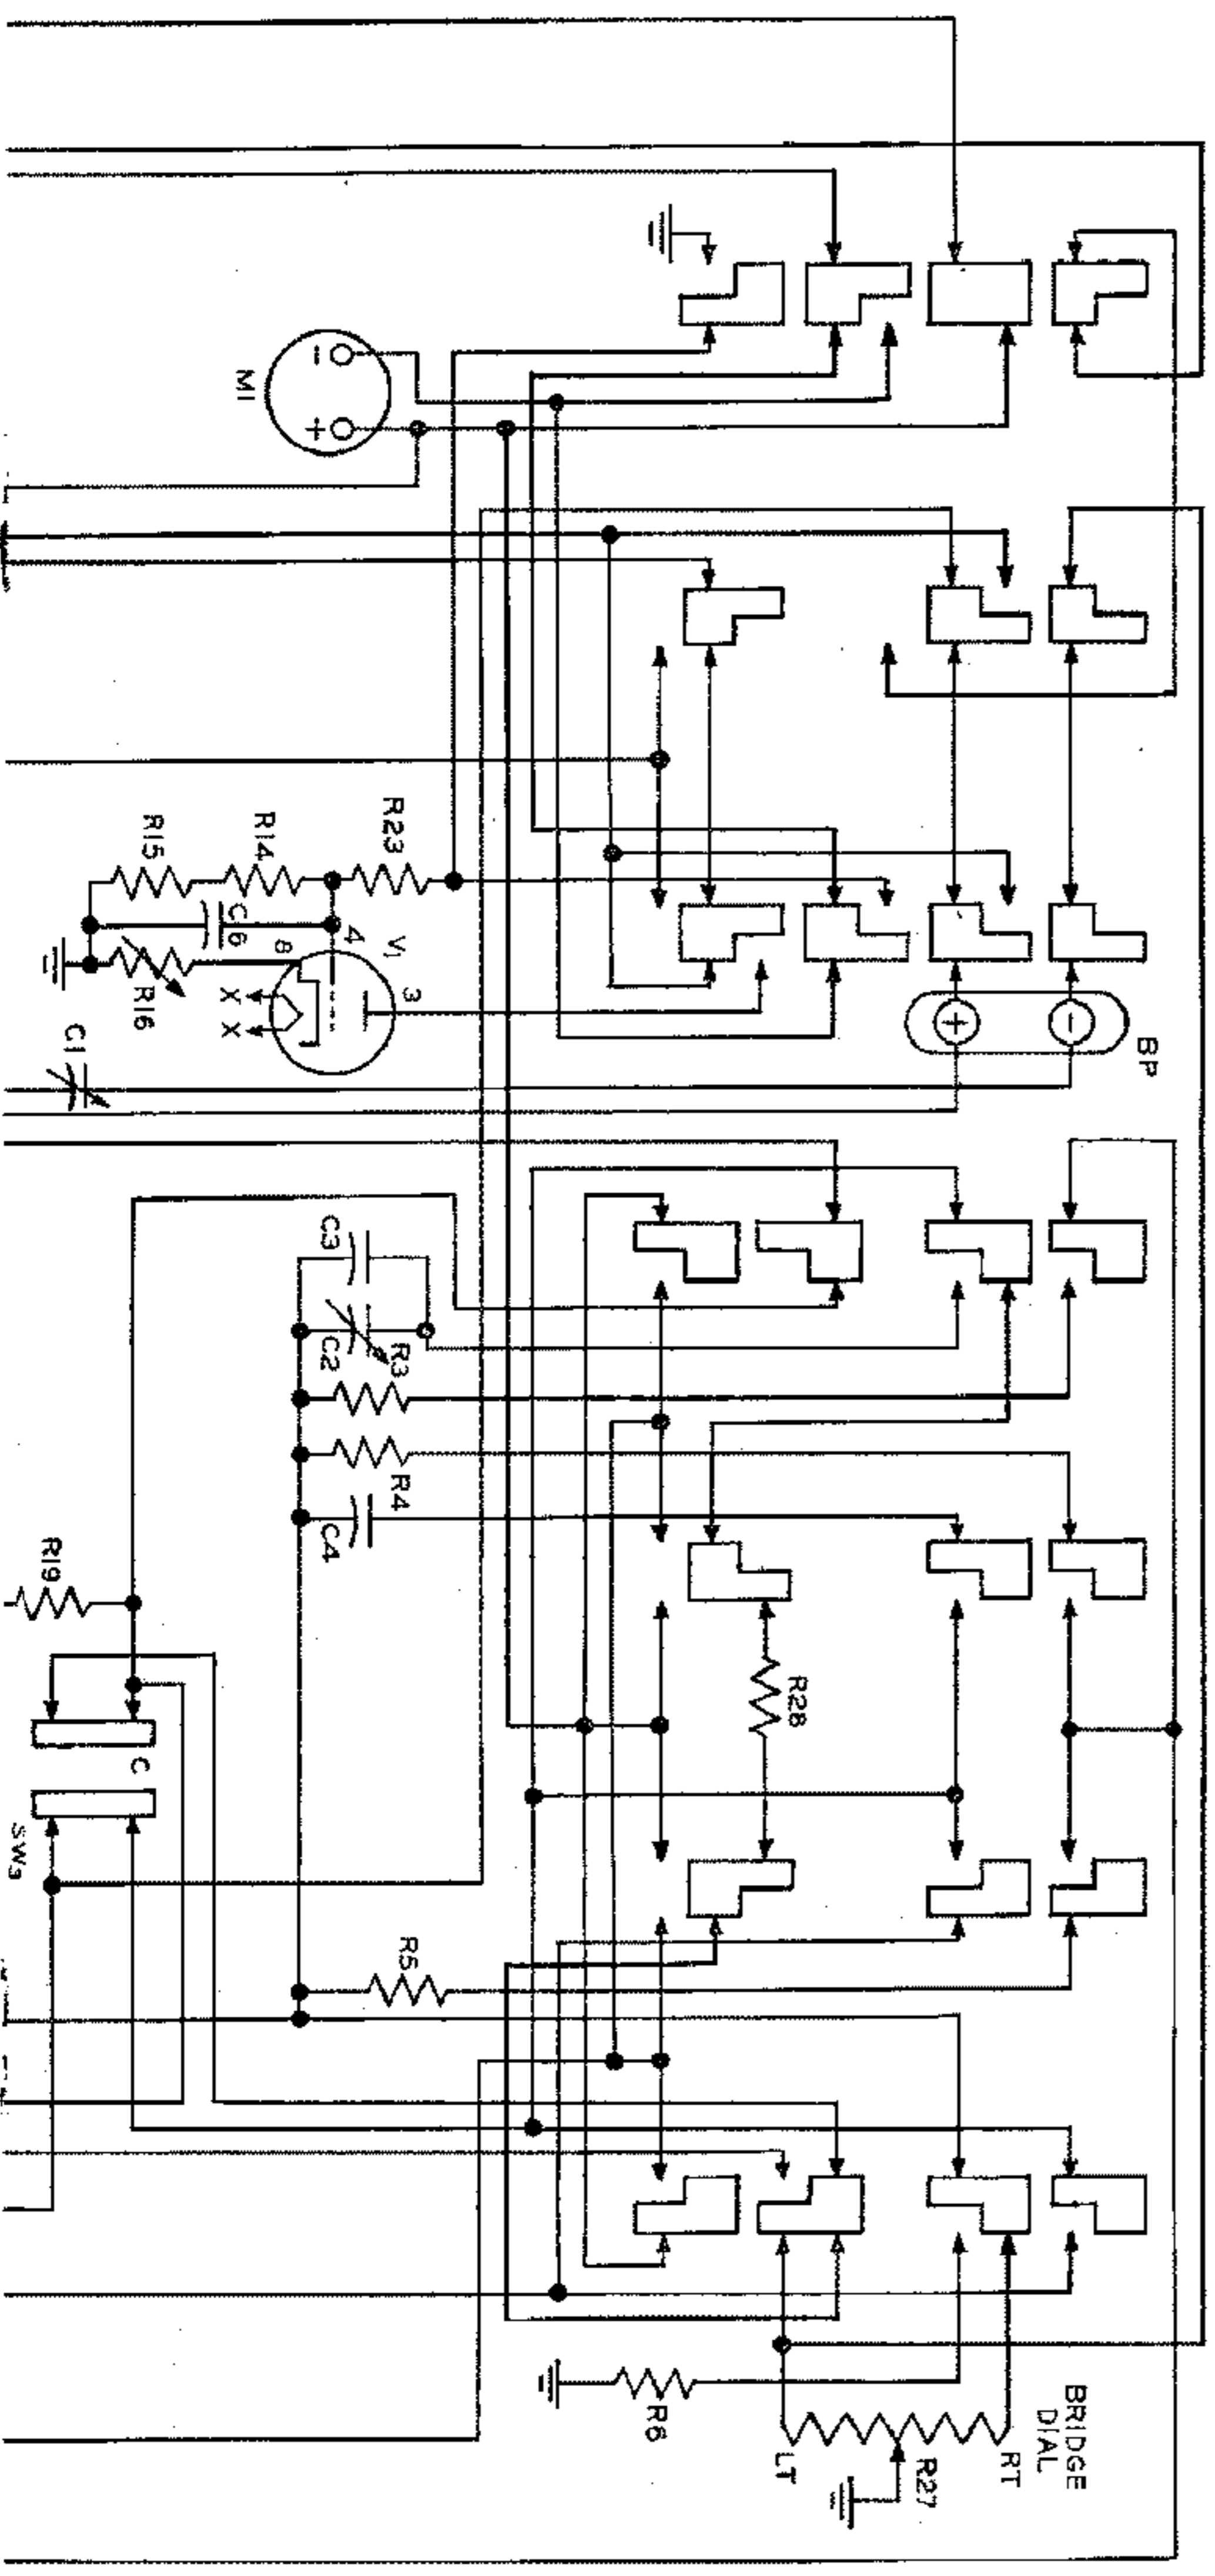 M1
-
+
R15
R14
R23
C6
8
4
V1
3
R16
X
X
C1
BP
+
-
C3
C2
R3
R4
C4
R19
R28
C
SW3
R5
R6
LT
R27
RT
BRIDGE
DIAL